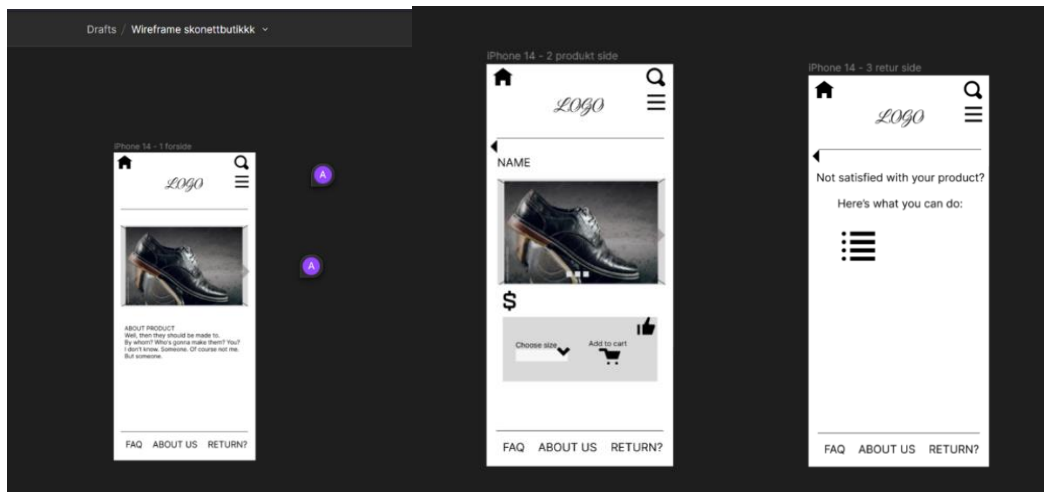 Drafts / Wireframe skonettbutikkk
iPhone 14 - 1 forside
LOGO
ABOUT PRODUCT
Well, then they should be made to.
By whom? Who's gonna make them? You?
I don't know. Someone. Of course not me.
But someone.
FAQ ABOUT US RETURN?
A
A
iPhone 14 - 2 produkt side
LOGO
NAME
$
Choose size
Add to cart
FAQ ABOUT US RETURN?
iPhone 14 - 3 retur side
LOGO
Not satisfied with your product?
Here's what you can do:
FAQ ABOUT US RETURN?